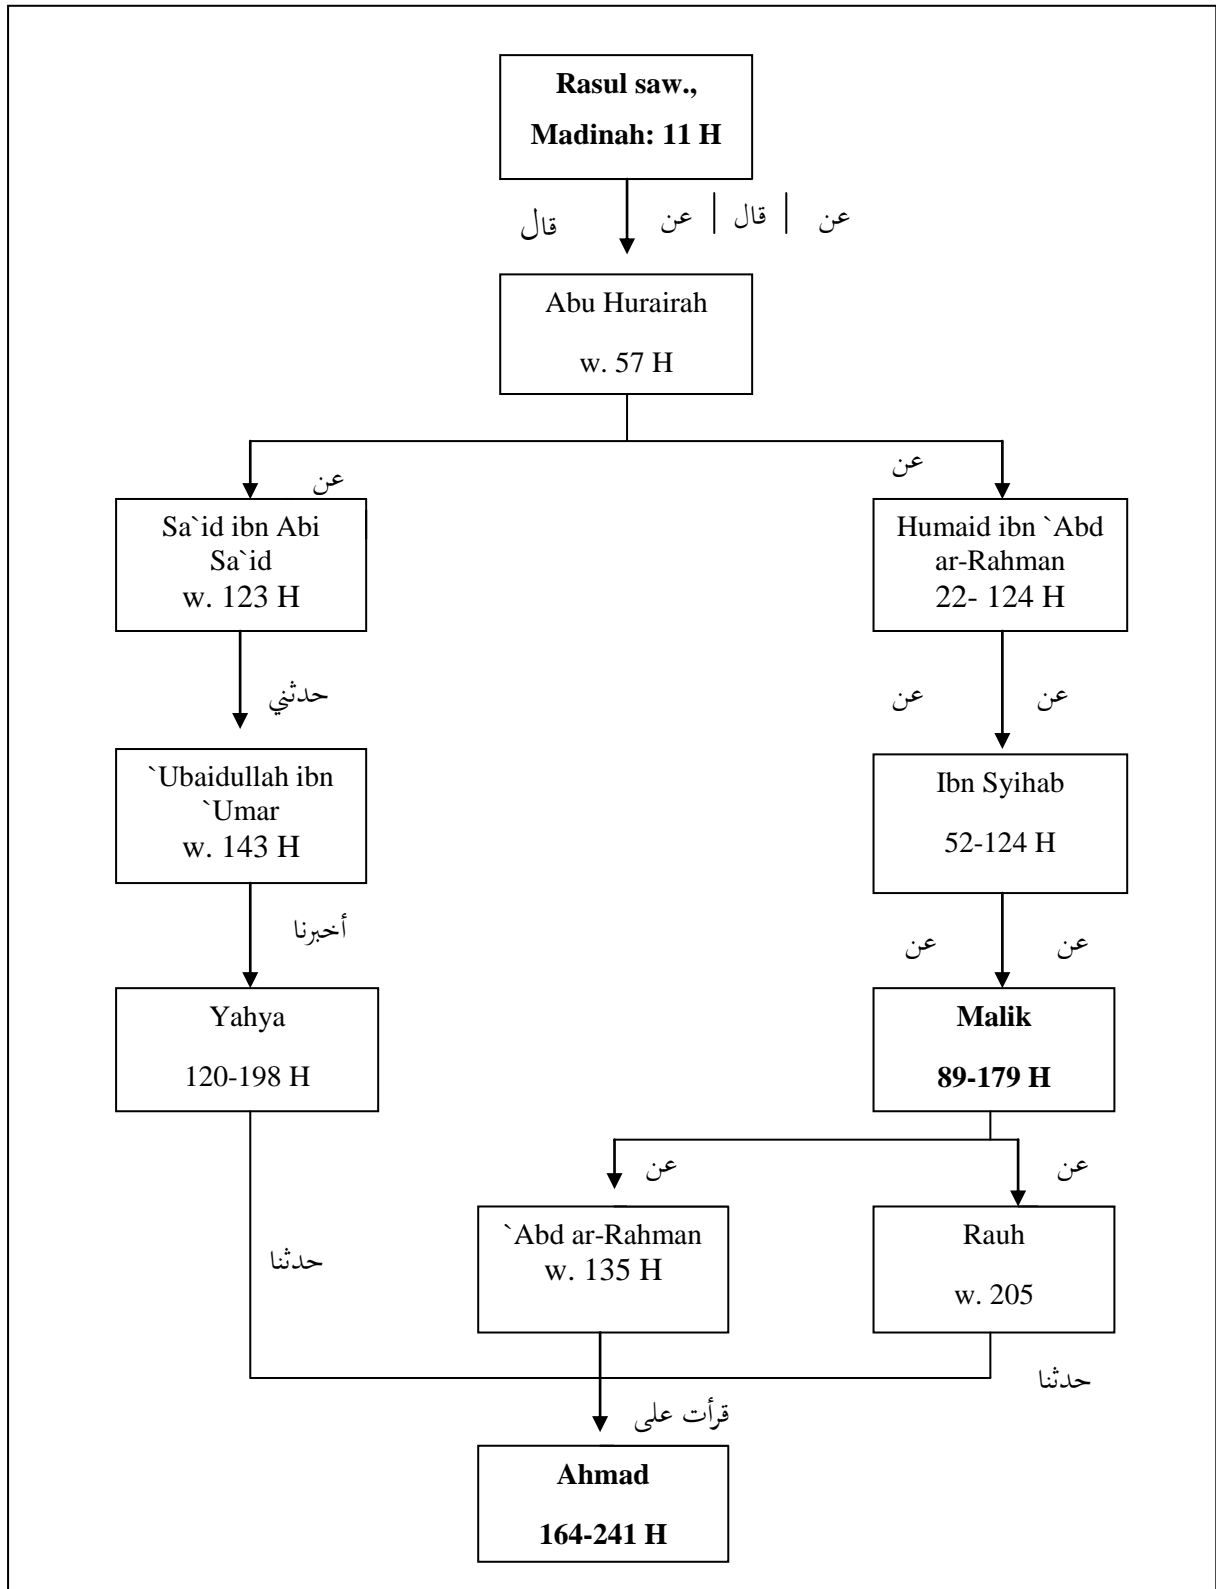 Rasul saw.,
Madinah: 11 H
قال
عن | قال | عن
Abu Hurairah
w. 57 H
عن
عن
Sa`id ibn Abi
Sa`id
w. 123 H
Humaid ibn `Abd
ar-Rahman
22- 124 H
حدثني
عن
عن
`Ubaidullah ibn
`Umar
w. 143 H
Ibn Syihab
52-124 H
أخبرنا
عن
عن
Yahya
120-198 H
Malik
89-179 H
عن
عن
`Abd ar-Rahman
w. 135 H
Rauh
w. 205
حدثنا
حدثنا
قرأت على
Ahmad
164-241 H